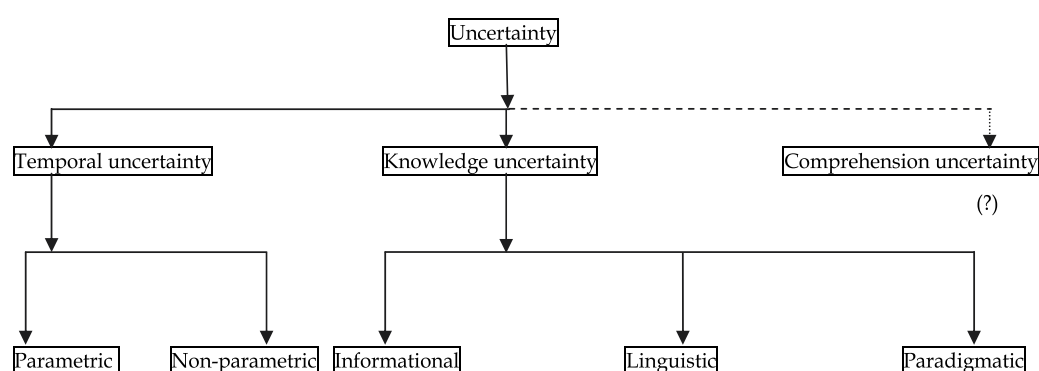 Uncertainty
Temporal uncertainty
Knowledge uncertainty
Comprehension uncertainty
(?)
Parametric
Non-parametric
Informational
Linguistic
Paradigmatic